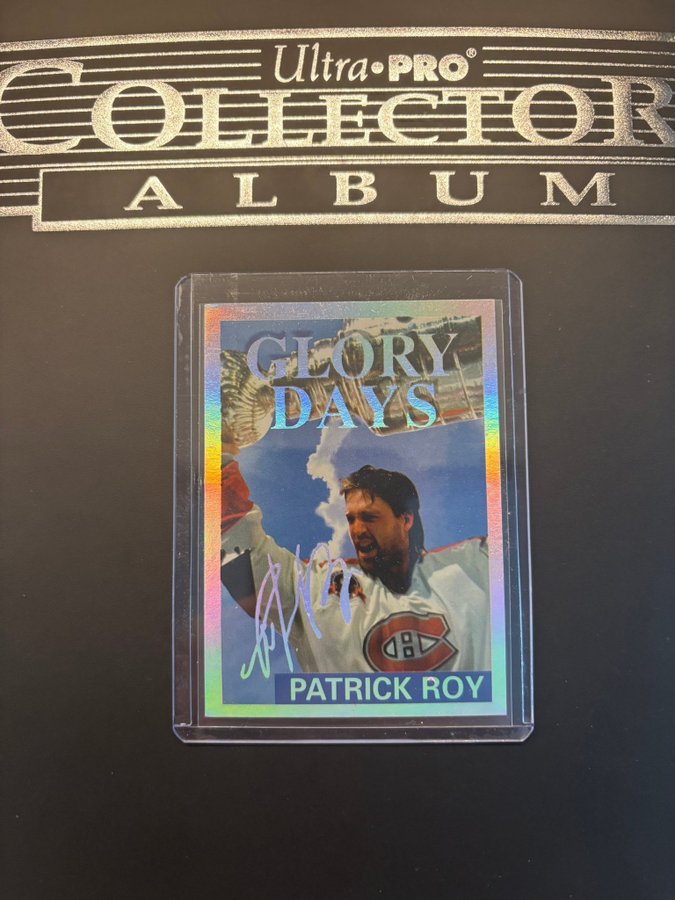 Ultra•PRO®
COLLECTOR
ALBUM
GLORY
DAYS
PATRICK ROY